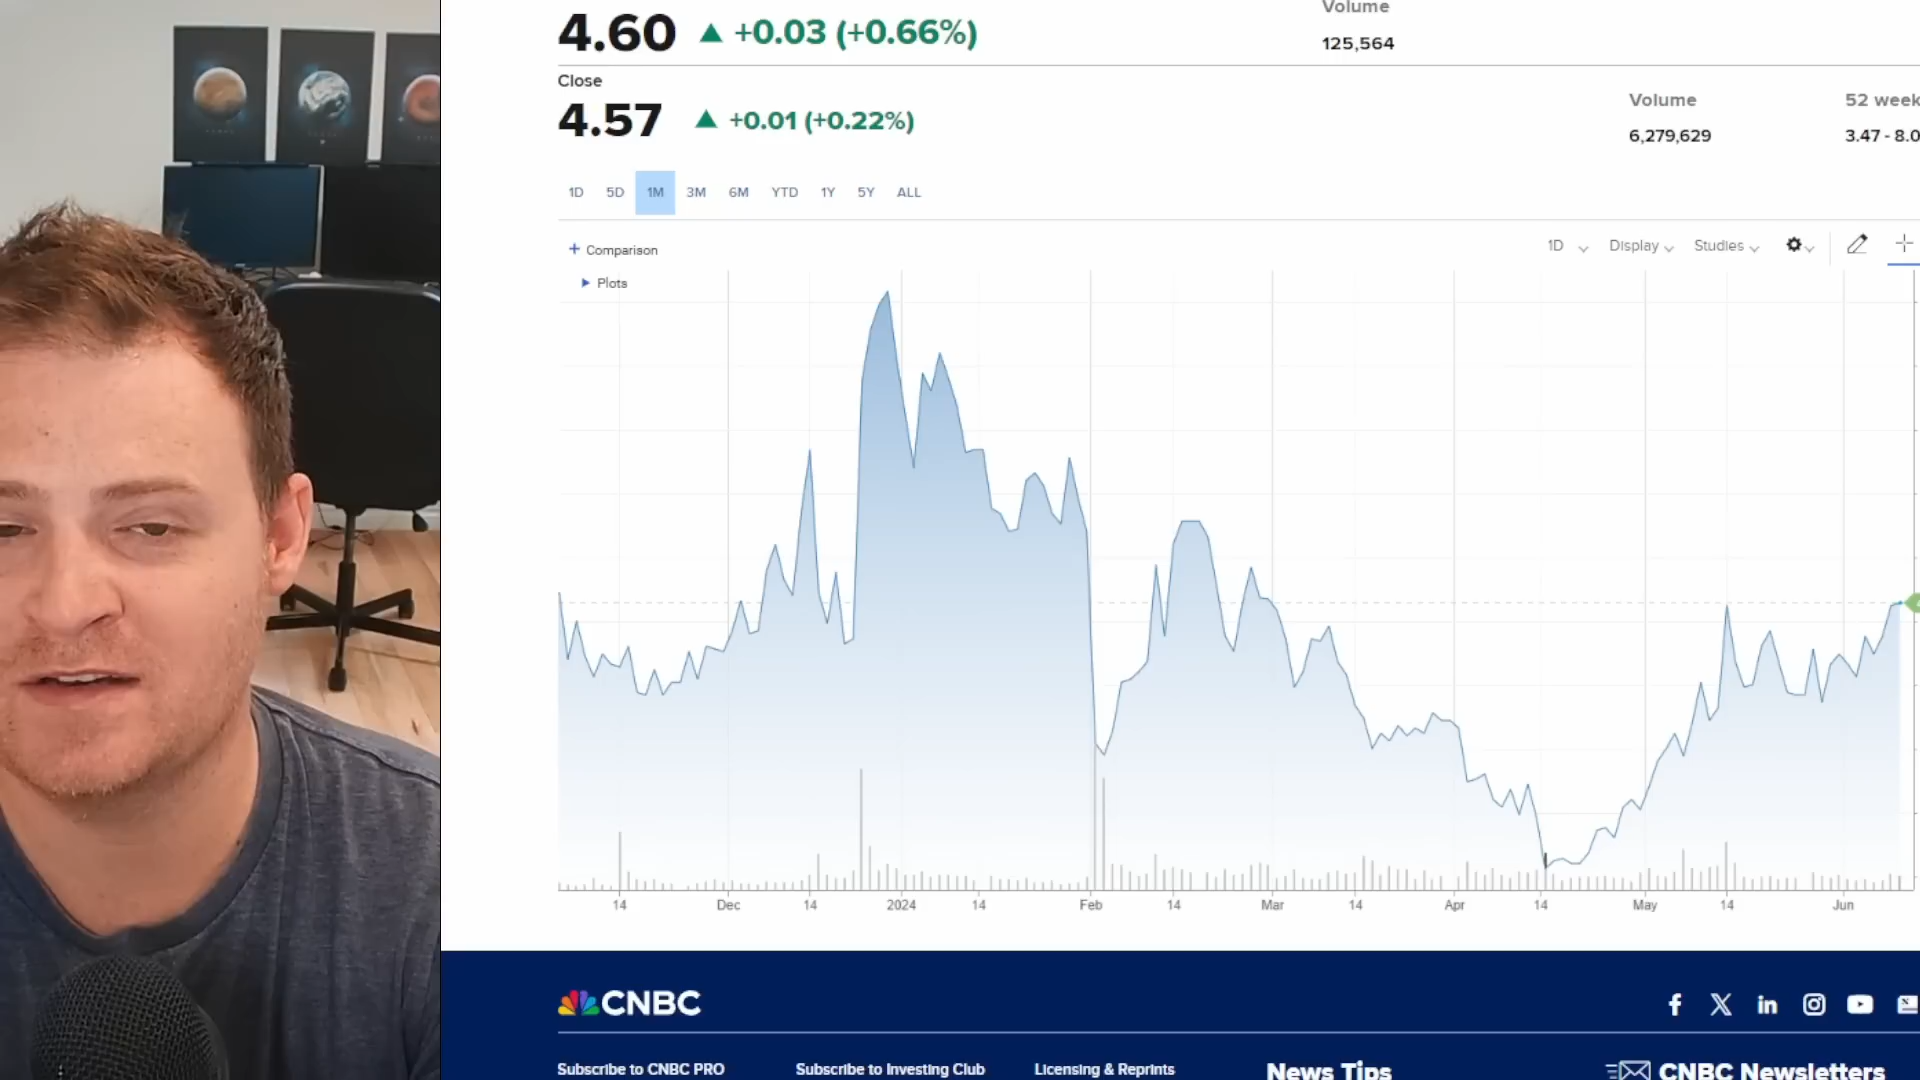 4.60 +0.03 (+0.66%)
Volume
125,564
Close
4.57 +0.01 (+0.22%)
Volume
6,279,629
52 week
3.47 - 8.0
1D 5D 1M 3M 6M YTD 1Y 5Y ALL
+ Comparison
1D Display Studies
Plots
14 Dec 14 2024 14 Feb 14 Mar 14 Apr 14 May 14 Jun
CNBC
Subscribe to CNBC PRO
Subscribe to Investing Club
Licensing & Reprints
News Tips
CNBC Newsletters